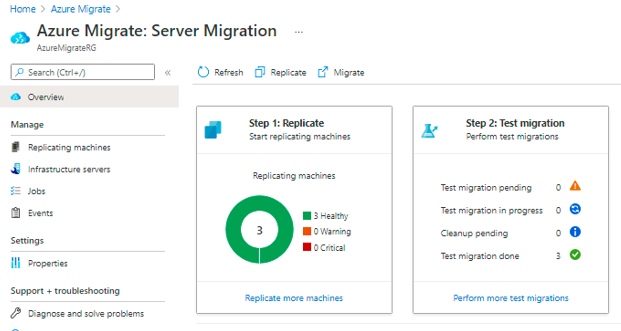 Home > Azure Migrate >
Azure Migrate: Server Migration ...
AzureMigrateRG
Search (Ctrl+/) «
Refresh Replicate Migrate
Overview
Manage
Replicating machines
Infrastructure servers
Jobs
Events
Settings
Properties
Support + troubleshooting
Diagnose and solve problems
Step 1: Replicate
Start replicating machines
Replicating machines
3
3 Healthy
0 Warning
0 Critical
Replicate more machines
Step 2: Test migration
Perform test migrations
Test migration pending 0
Test migration in progress 0
Cleanup pending 0
Test migration done 3
Perform more test migrations